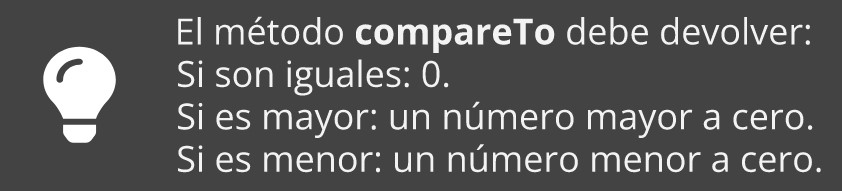 El método compareTo debe devolver:
Si son iguales: 0.
Si es mayor: un número mayor a cero.
Si es menor: un número menor a cero.